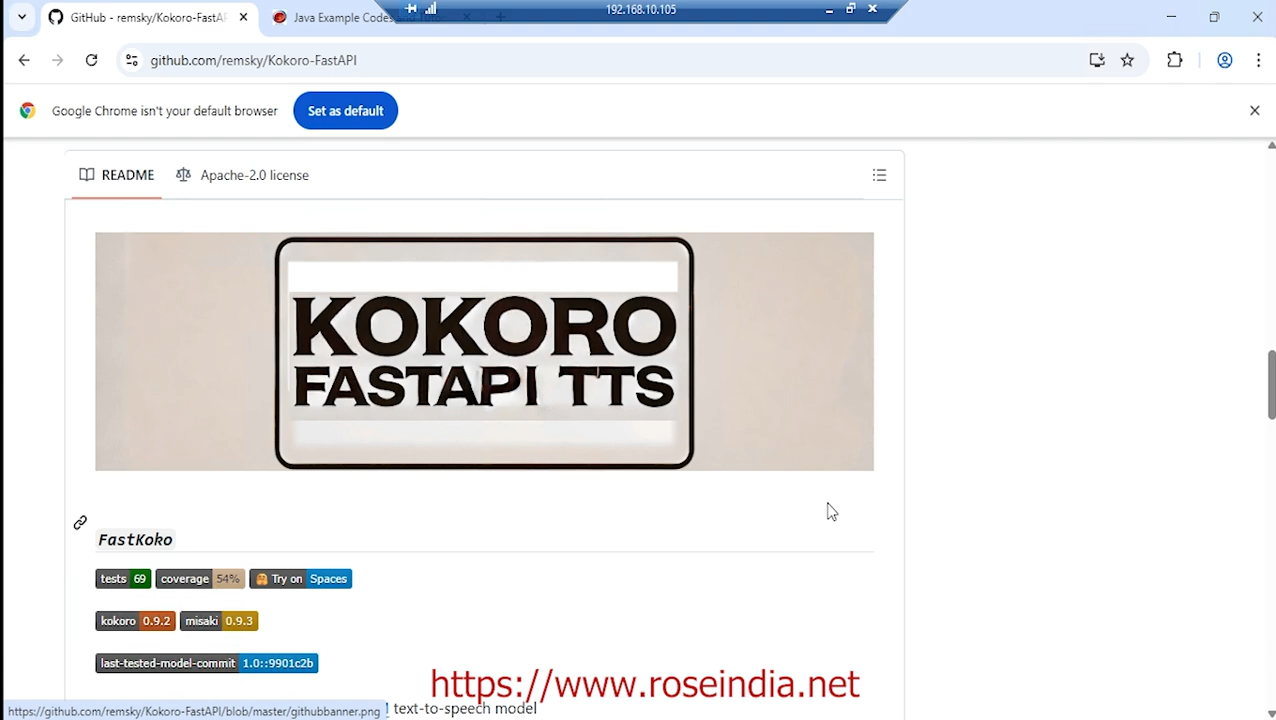 192.168.10.105
GitHub - remsky/Kokoro-FastAP
Java Example Codes and Tuto
github.com/remsky/Kokoro-FastAPI
Google Chrome isn't your default browser
Set as default
README
Apache-2.0 license
KOKORO
FASTAPI TTS
FastKoko
tests 69 coverage 54% Try on Spaces
kokoro 0.9.2 misaki 0.9.3
last-tested-model-commit 1.0::9901c2b
https://www.roseindia.net
text-to-speech model
https://github.com/remsky/Kokoro-FastAPI/blob/master/githubbanner.png